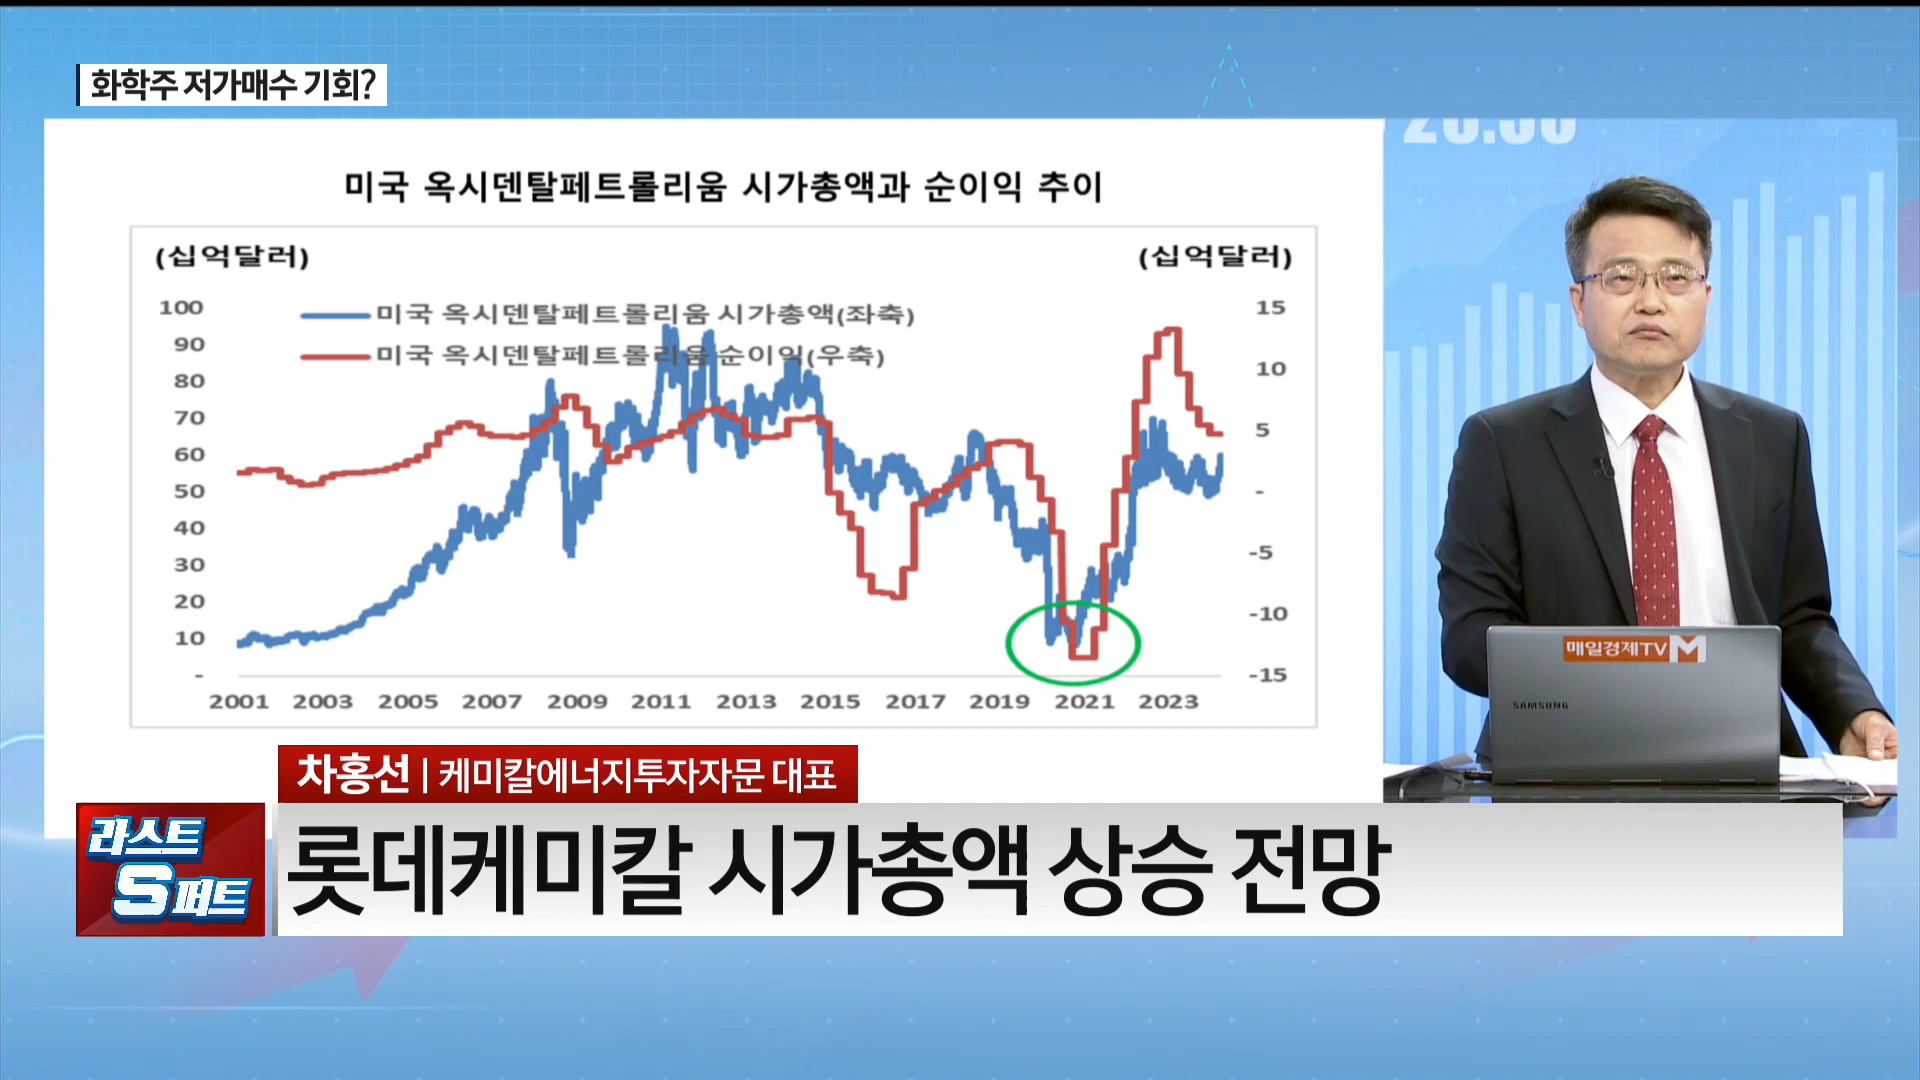 화학주 저가매수 기회?
미국 옥시덴탈페트롤리움 시가총액과 순이익 추이
(십억달러)
(십억달러)
미국 옥시덴탈페트롤리움 시가총액(좌축)
미국 옥시덴탈페트롤리움 순이익(우축)
100
90
80
70
60
50
40
30
20
10
-
15
10
5
-
-5
-10
-15
2001 2003 2005 2007 2009 2011 2013 2015 2017 2019 2021 2023
매일경제TV M
SAMSUNG
차홍선 | 케미칼에너지투자자문 대표
라스트
S퍼트
롯데케미칼 시가총액 상승 전망